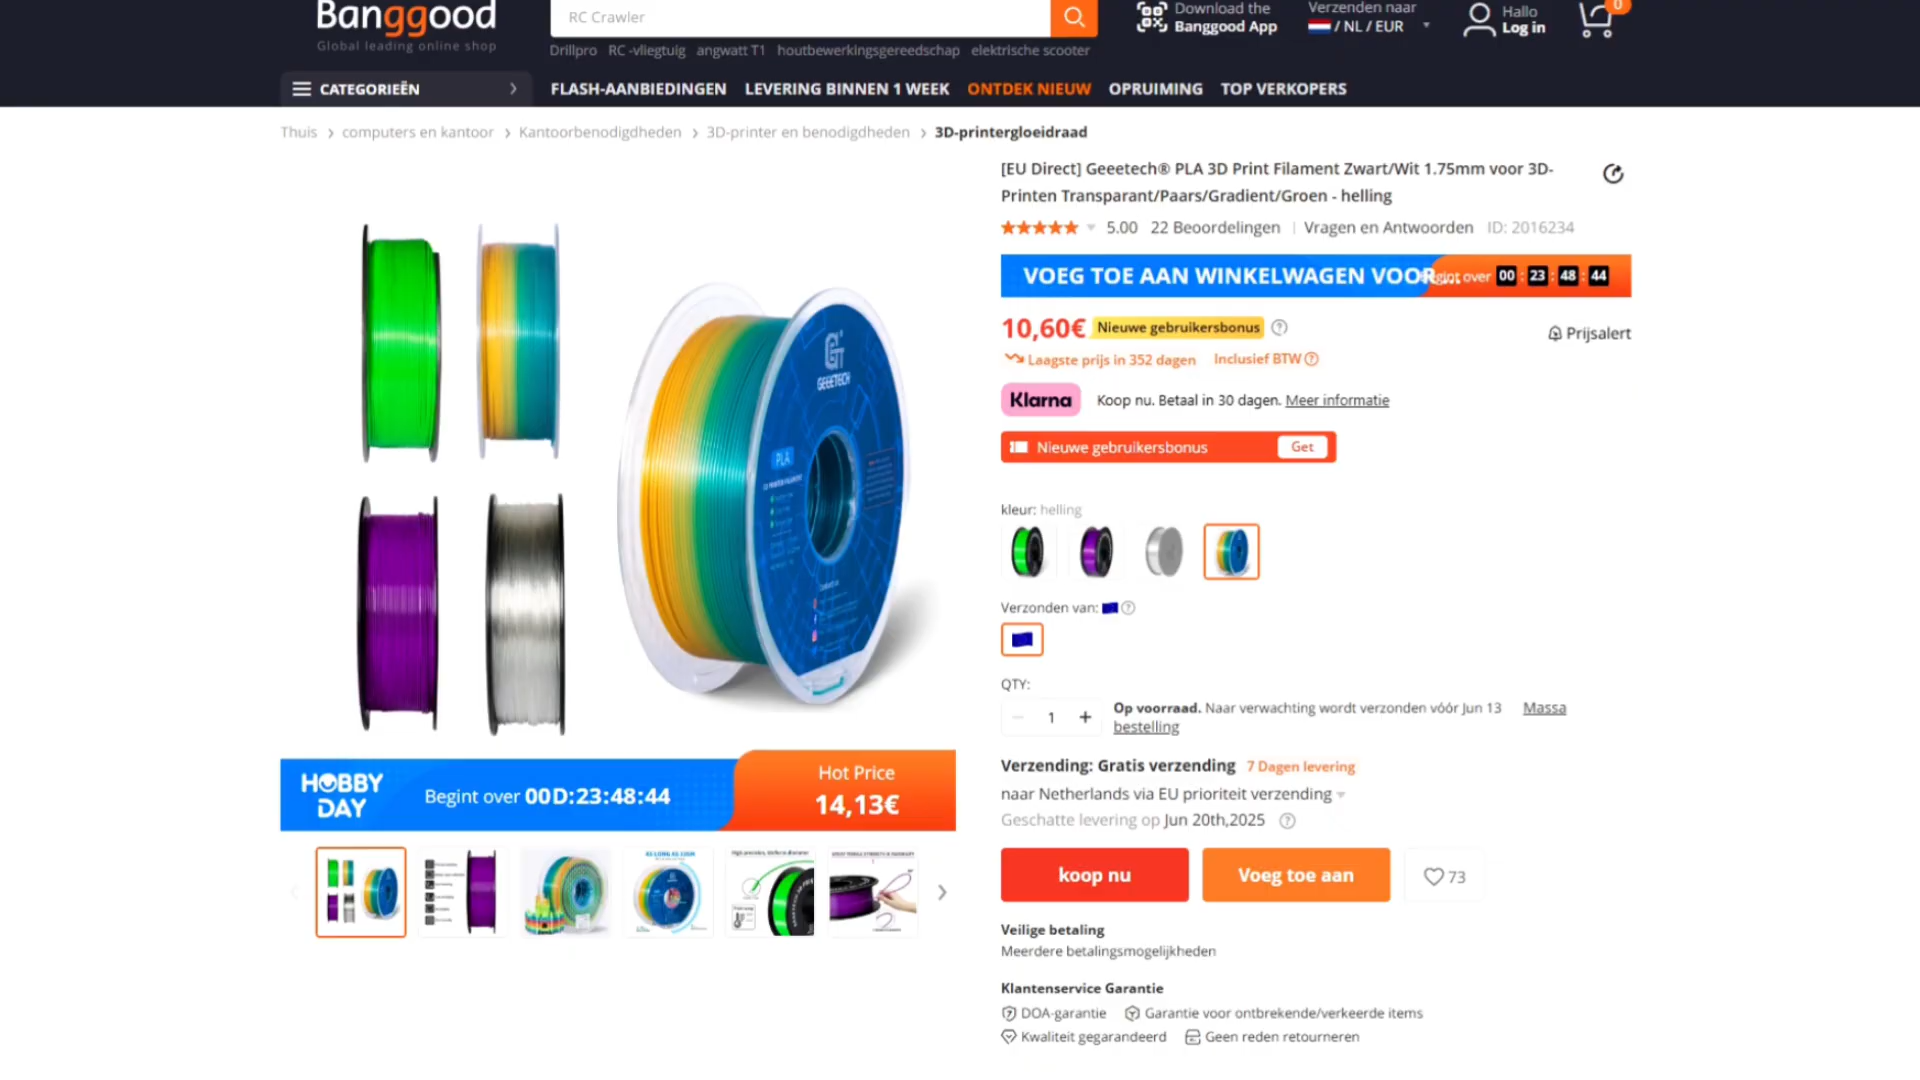 Banggood
Global leading online shop
RC Crawler
Download the
Banggood App
Verzenden naar
/ NL / EUR
Hallo
Log in
0
Drillpro RC -vliegtuig angwatt T1 houtbewerkingsgereedschap elektrische scooter
CATEGORIEËN
FLASH-AANBIEDINGEN LEVERING BINNEN 1 WEEK ONTDEK NIEUW OPRUIMING TOP VERKOPERS
Thuis > computers en kantoor > Kantoorbenodigdheden > 3D-printer en benodigdheden > 3D-printergloeidraad
[EU Direct] Geeetech® PLA 3D Print Filament Zwart/Wit 1.75mm voor 3D-
Printen Transparant/Paars/Gradient/Groen - helling
5.00 22 Beoordelingen | Vragen en Antwoorden ID: 2016234
VOEG TOE AAN WINKELWAGEN VOOR...
over 00 : 23 : 48 : 44
10,60€ Nieuwe gebruikersbonus
Prijsalert
Laagste prijs in 352 dagen Inclusief BTW
Klarna Koop nu. Betaal in 30 dagen. Meer informatie
Nieuwe gebruikersbonus Get
kleur: helling
Verzonden van:
QTY:
1
Op voorraad. Naar verwachting wordt verzonden vóór Jun 13 Massa
bestelling
Verzending: Gratis verzending 7 Dagen levering
naar Netherlands via EU prioriteit verzending
Geschatte levering op Jun 20th,2025
koop nu
Voeg toe aan
73
Veilige betaling
Meerdere betalingsmogelijkheden
Klantenservice Garantie
DOA-garantie Garantie voor ontbrekende/verkeerde items
Kwaliteit gegarandeerd Geen reden retourneren
GEEETECH
PLA
HOBBY
DAY
Begint over 00D:23:48:44
Hot Price
14,13€